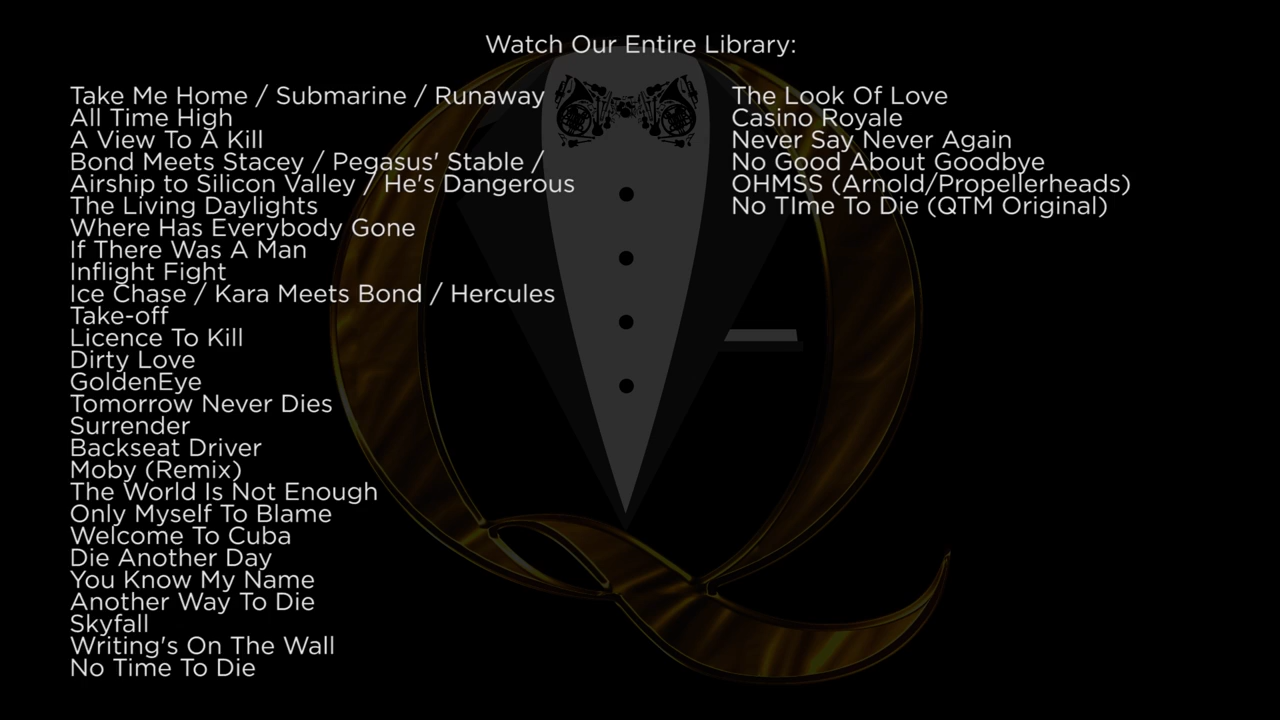 Watch Our Entire Library:
Take Me Home / Submarine / Runaway
All Time High
A View To A Kill
Bond Meets Stacey / Pegasus' Stable /
Airship to Silicon Valley / He's Dangerous
The Living Daylights
Where Has Everybody Gone
If There Was A Man
Inflight Fight
Ice Chase / Kara Meets Bond / Hercules
Take-off
Licence To Kill
Dirty Love
GoldenEye
Tomorrow Never Dies
Surrender
Backseat Driver
Moby (Remix)
The World Is Not Enough
Only Myself To Blame
Welcome To Cuba
Die Another Day
You Know My Name
Another Way To Die
Skyfall
Writing's On The Wall
No Time To Die
The Look Of Love
Casino Royale
Never Say Never Again
No Good About Goodbye
OHMSS (Arnold/Propellerheads)
No TIme To Die (QTM Original)